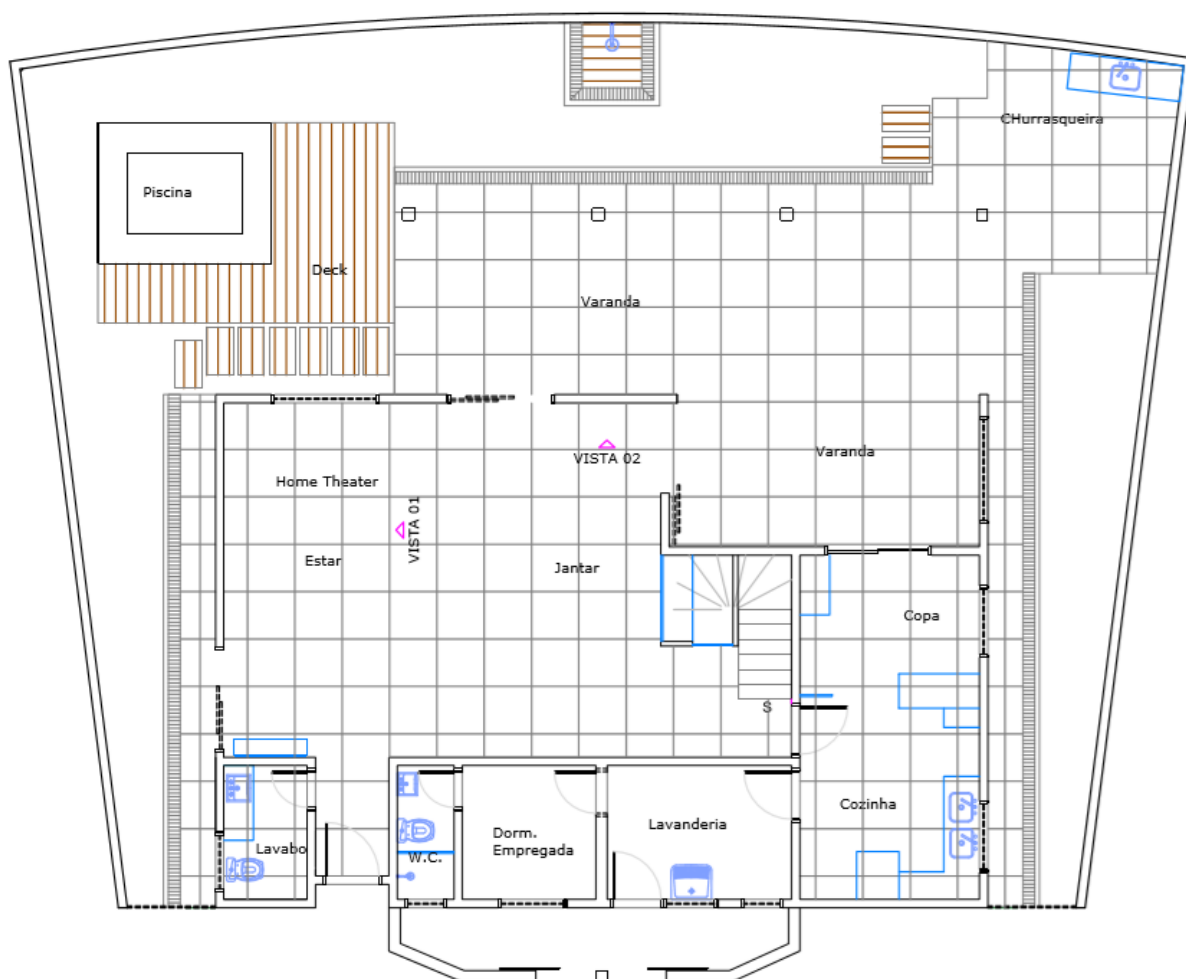 CHurrasqueira
Piscina
Deck
Varanda
Varanda
VISTA 02
Home Theater
VISTA 01
Estar
Jantar
Copa
S
Cozinha
Lavanderia
Dorm.
Empregada
Lavabo
W.C.